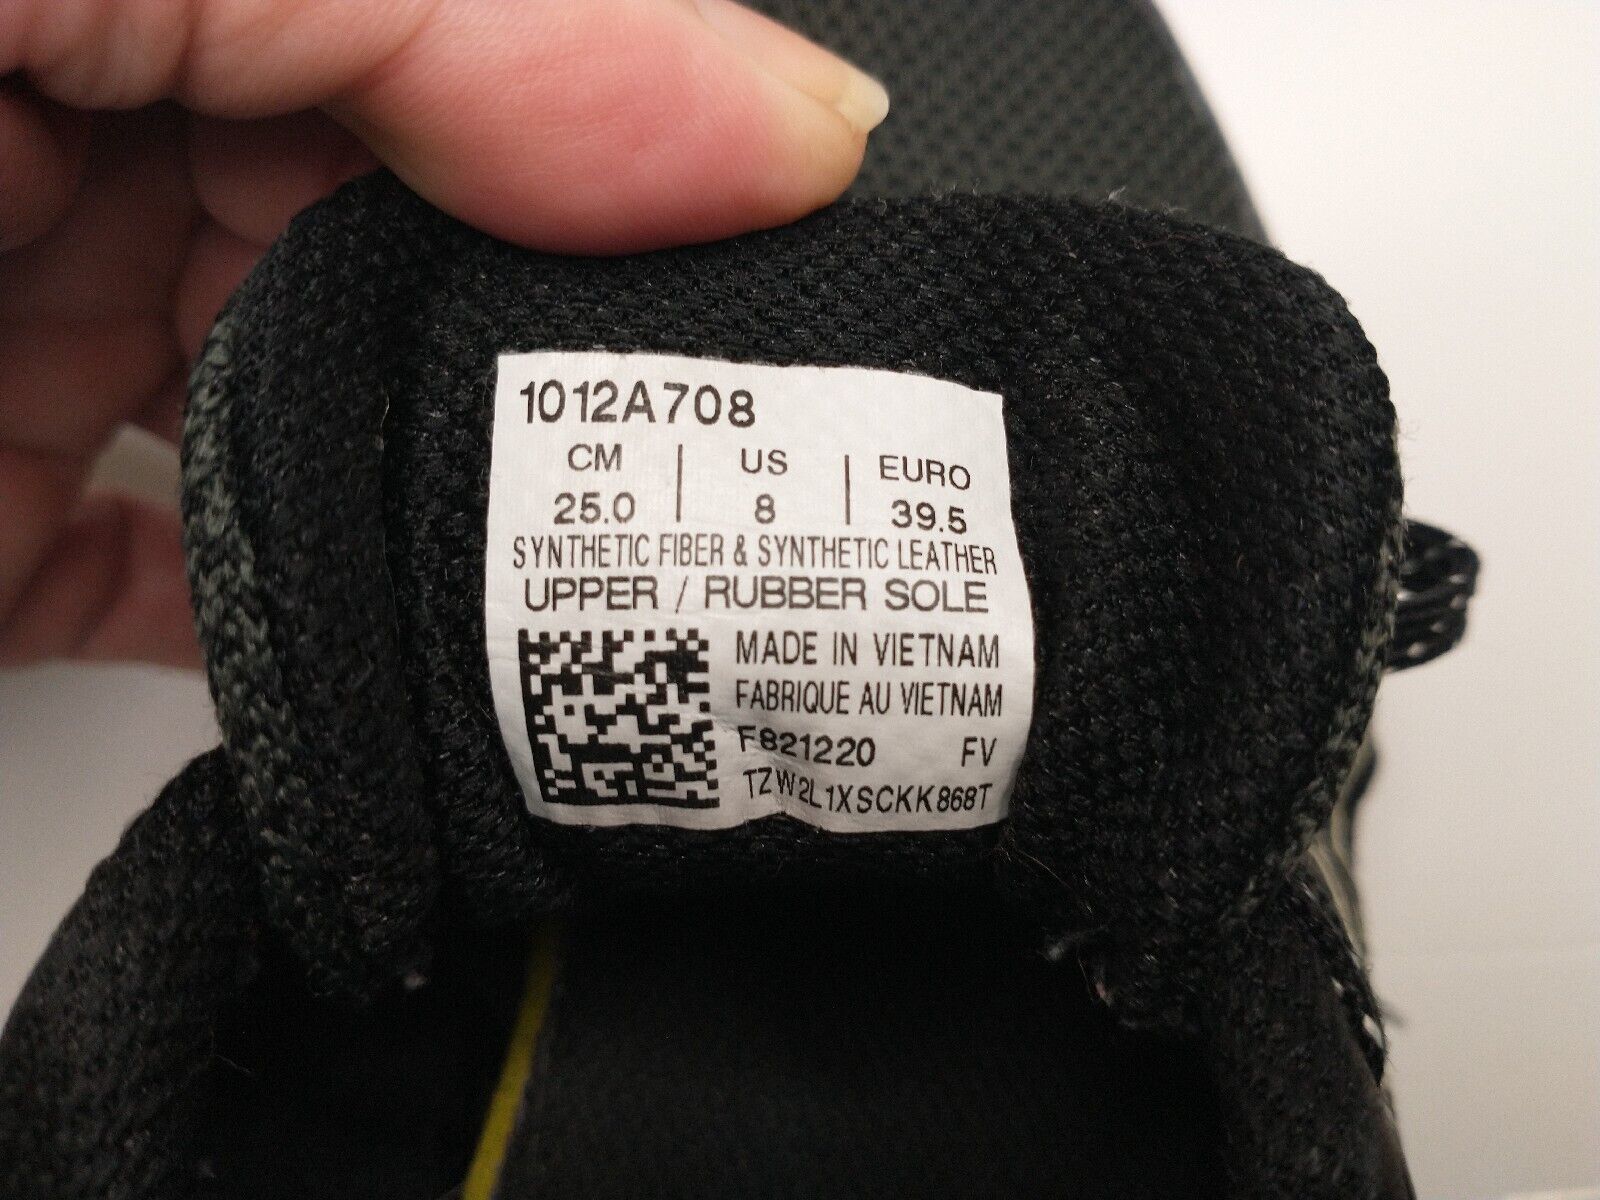 1012A708
CM | US | EURO
25.0 | 8 | 39.5
SYNTHETIC FIBER & SYNTHETIC LEATHER
UPPER / RUBBER SOLE
MADE IN VIETNAM
FABRIQUE AU VIETNAM
F821220 FV
TZW2L1XSCKK868T